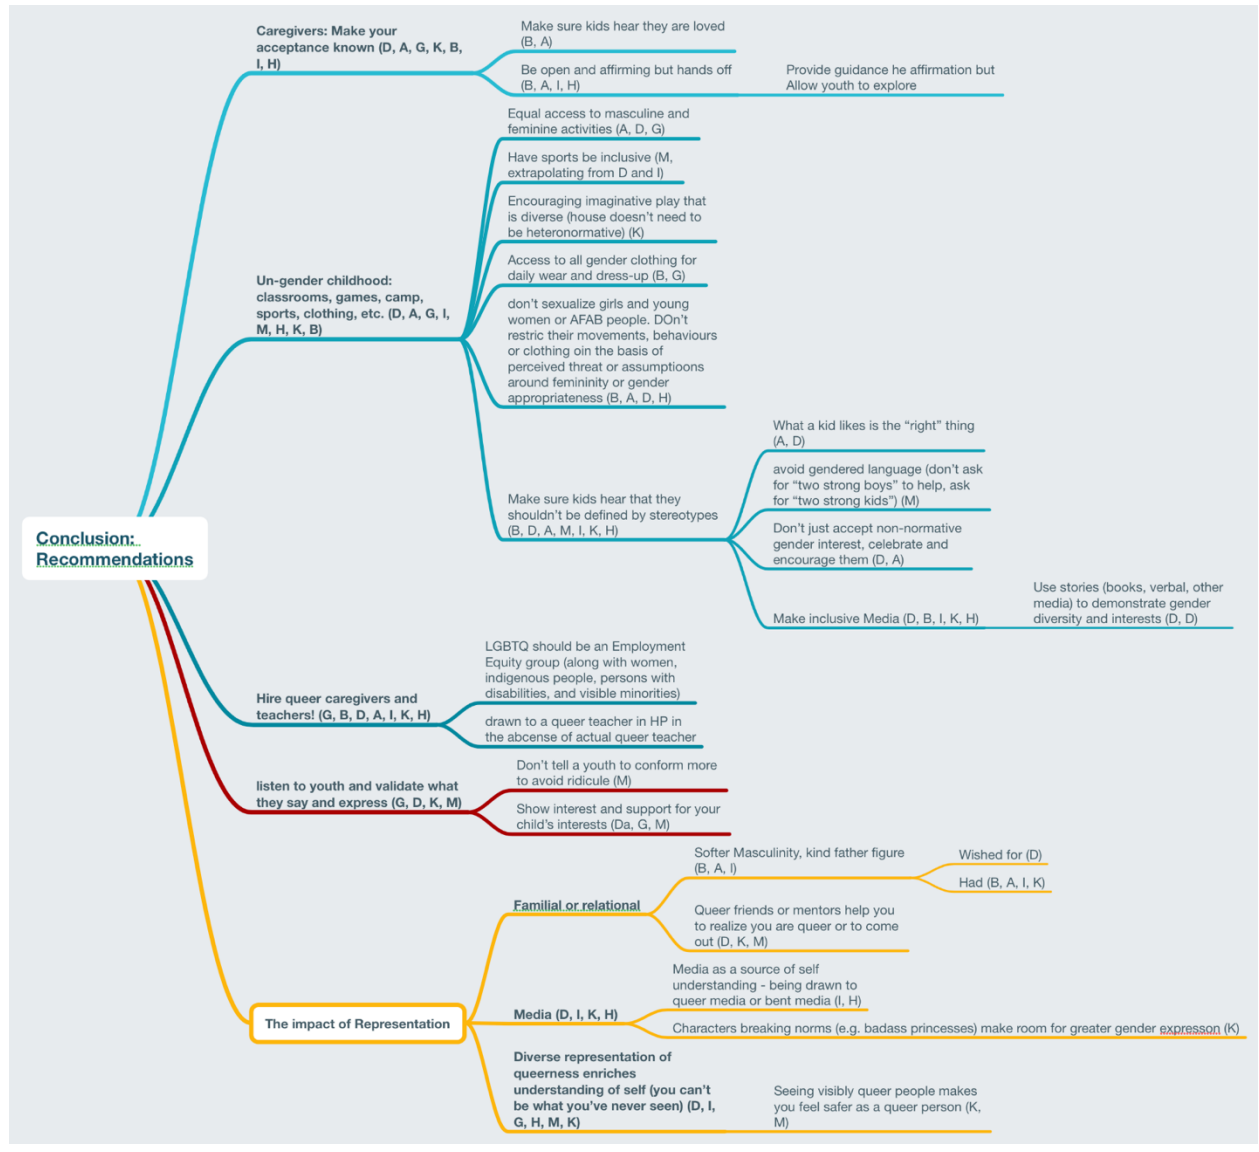 Caregivers: Make your
acceptance known (D, A, G, K, B,
I, H)
Make sure kids hear they are loved
(B, A)
Be open and affirming but hands off
(B, A, I, H)
Provide guidance he affirmation but
Allow youth to explore
Un-gender childhood:
classrooms, games, camp,
sports, clothing, etc. (D, A, G, I,
M, H, K, B)
Equal access to masculine and
feminine activities (A, D, G)
Have sports be inclusive (M,
extrapolating from D and I)
Encouraging imaginative play that
is diverse (house doesn't need to
be heteronormative) (K)
Access to all gender clothing for
daily wear and dress-up (B, G)
don't sexualize girls and young
women or AFAB people. DOn't
restric their movements, behaviours
or clothing oin the basis of
perceived threat or assumptioons
around femininity or gender
appropriateness (B, A, D, H)
Make sure kids hear that they
shouldn't be defined by stereotypes
(B, D, A, M, I, K, H)
What a kid likes is the “right” thing
(A, D)
avoid gendered language (don't ask
for “two strong boys” to help, ask
for “two strong kids”) (M)
Don't just accept non-normative
gender interest, celebrate and
encourage them (D, A)
Make inclusive Media (D, B, I, K, H)
Use stories (books, verbal, other
media) to demonstrate gender
diversity and interests (D, D)
Conclusion:
Recommendations
Hire queer caregivers and
teachers! (G, B, D, A, I, K, H)
LGBTQ should be an Employment
Equity group (along with women,
indigenous people, persons with
disabilities, and visible minorities)
drawn to a queer teacher in HP in
the abcense of actual queer teacher
listen to youth and validate what
they say and express (G, D, K, M)
Don't tell a youth to conform more
to avoid ridicule (M)
Show interest and support for your
child's interests (Da, G, M)
The impact of Representation
Familial or relational
Softer Masculinity, kind father figure
(B, A, I)
Wished for (D)
Had (B, A, I, K)
Queer friends or mentors help you
to realize you are queer or to come
out (D, K, M)
Media (D, I, K, H)
Media as a source of self
understanding - being drawn to
queer media or bent media (I, H)
Characters breaking norms (e.g. badass princesses) make room for greater gender expresson (K)
Diverse representation of
queerness enriches
understanding of self (you can't
be what you've never seen) (D, I,
G, H, M, K)
Seeing visibly queer people makes
you feel safer as a queer person (K,
M)